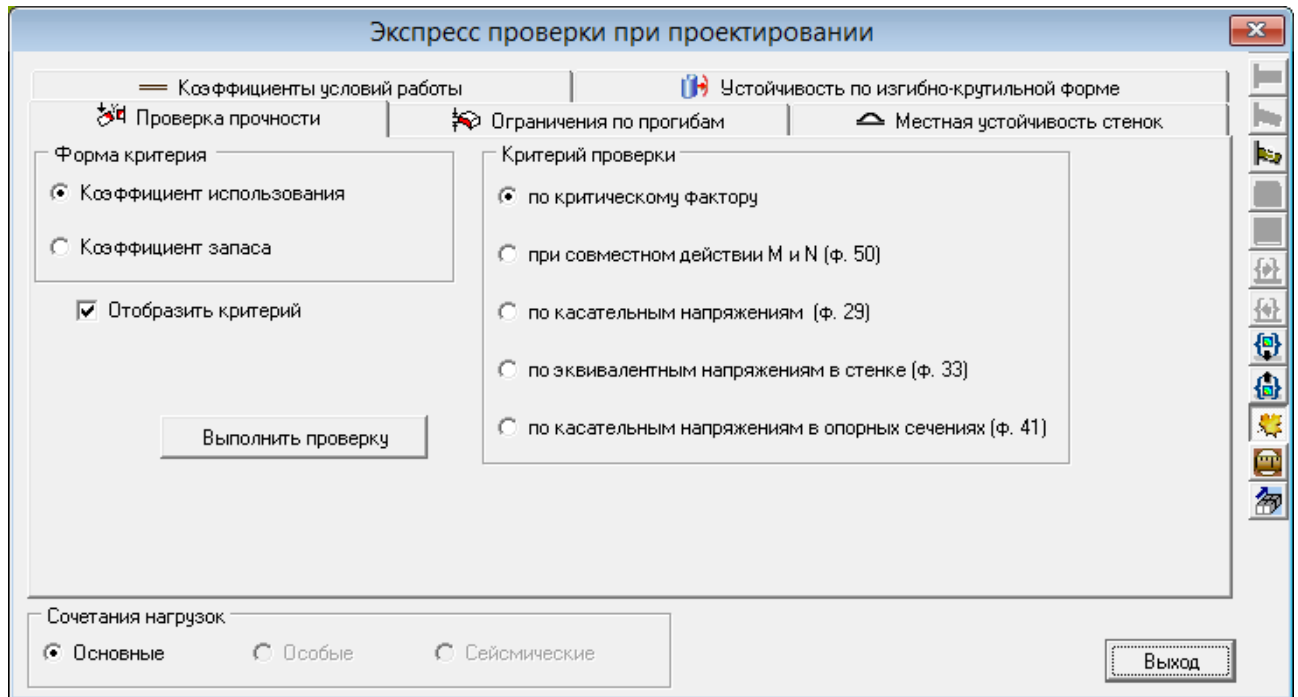 Экспресс проверки при проектировании
Коэффициенты условий работы
Устойчивость по изгибно-крутильной форме
Проверка прочности
Ограничения по прогибам
Местная устойчивость стенок
Форма критерия
Коэффициент использования
Коэффициент запаса
Отобразить критерий
Выполнить проверку
Критерий проверки
по критическому фактору
при совместном действии M и N (ф. 50)
по касательным напряжениям (ф. 29)
по эквивалентным напряжениям в стенке (ф. 33)
по касательным напряжениям в опорных сечениях (ф. 41)
Сочетания нагрузок
Основные
Особые
Сейсмические
Выход